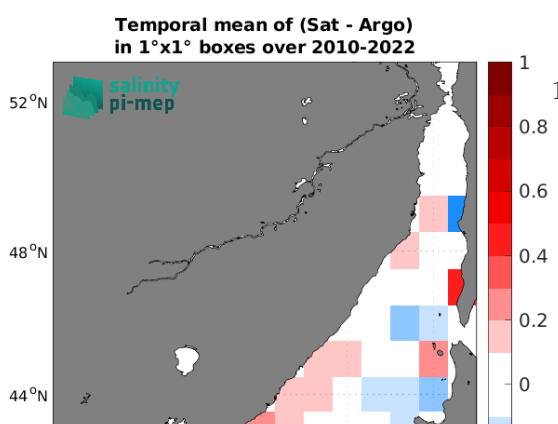 Temporal mean of (Sat - Argo)
in 1°x1° boxes over 2010-2022
salinity
pi-mep
52°N
48°N
44°N
1
0.8
0.6
0.4
0.2
0